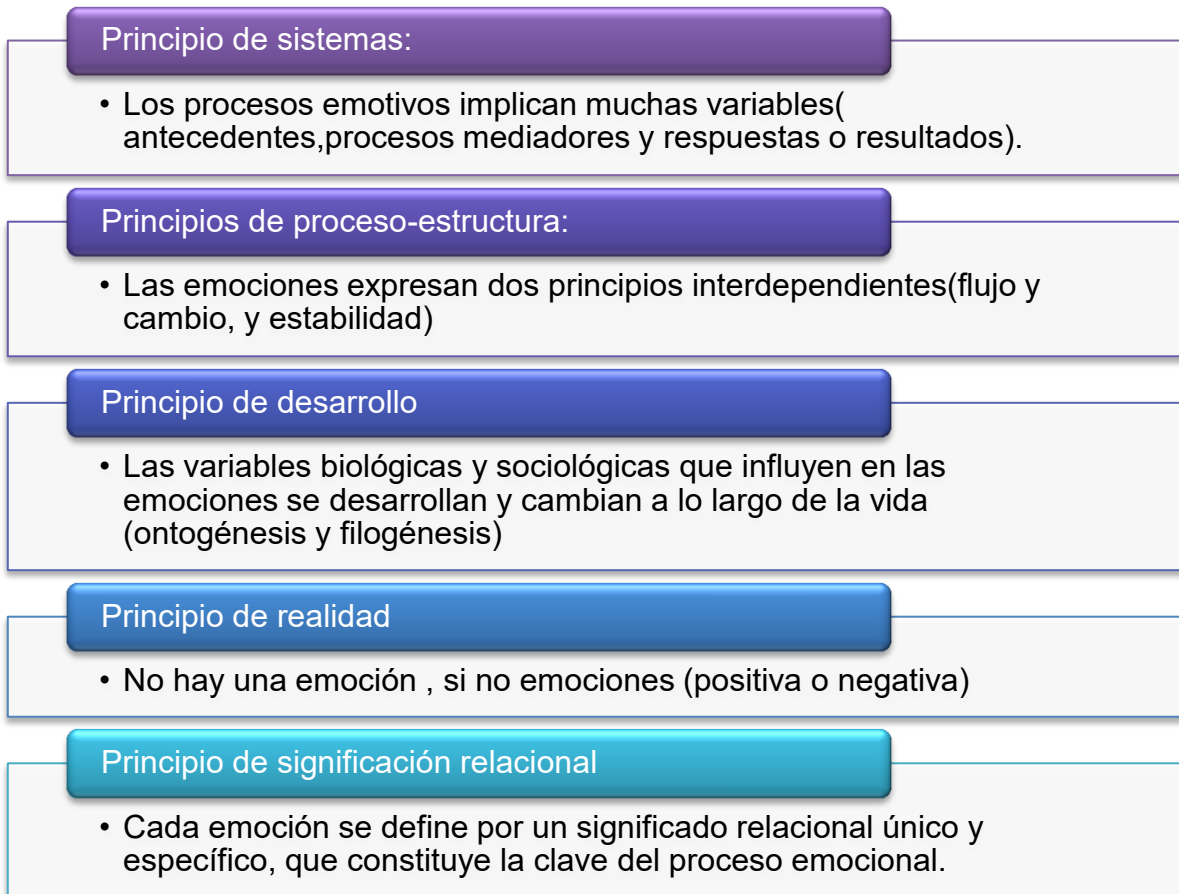 Principio de sistemas:
• Los procesos emotivos implican muchas variables(
antecedentes,procesos mediadores y respuestas o resultados).
Principios de proceso-estructura:
• Las emociones expresan dos principios interdependientes(flujo y
cambio, y estabilidad)
Principio de desarrollo
• Las variables biológicas y sociológicas que influyen en las
emociones se desarrollan y cambian a lo largo de la vida
(ontogénesis y filogénesis)
Principio de realidad
• No hay una emoción , si no emociones (positiva o negativa)
Principio de significación relacional
• Cada emoción se define por un significado relacional único y
específico, que constituye la clave del proceso emocional.